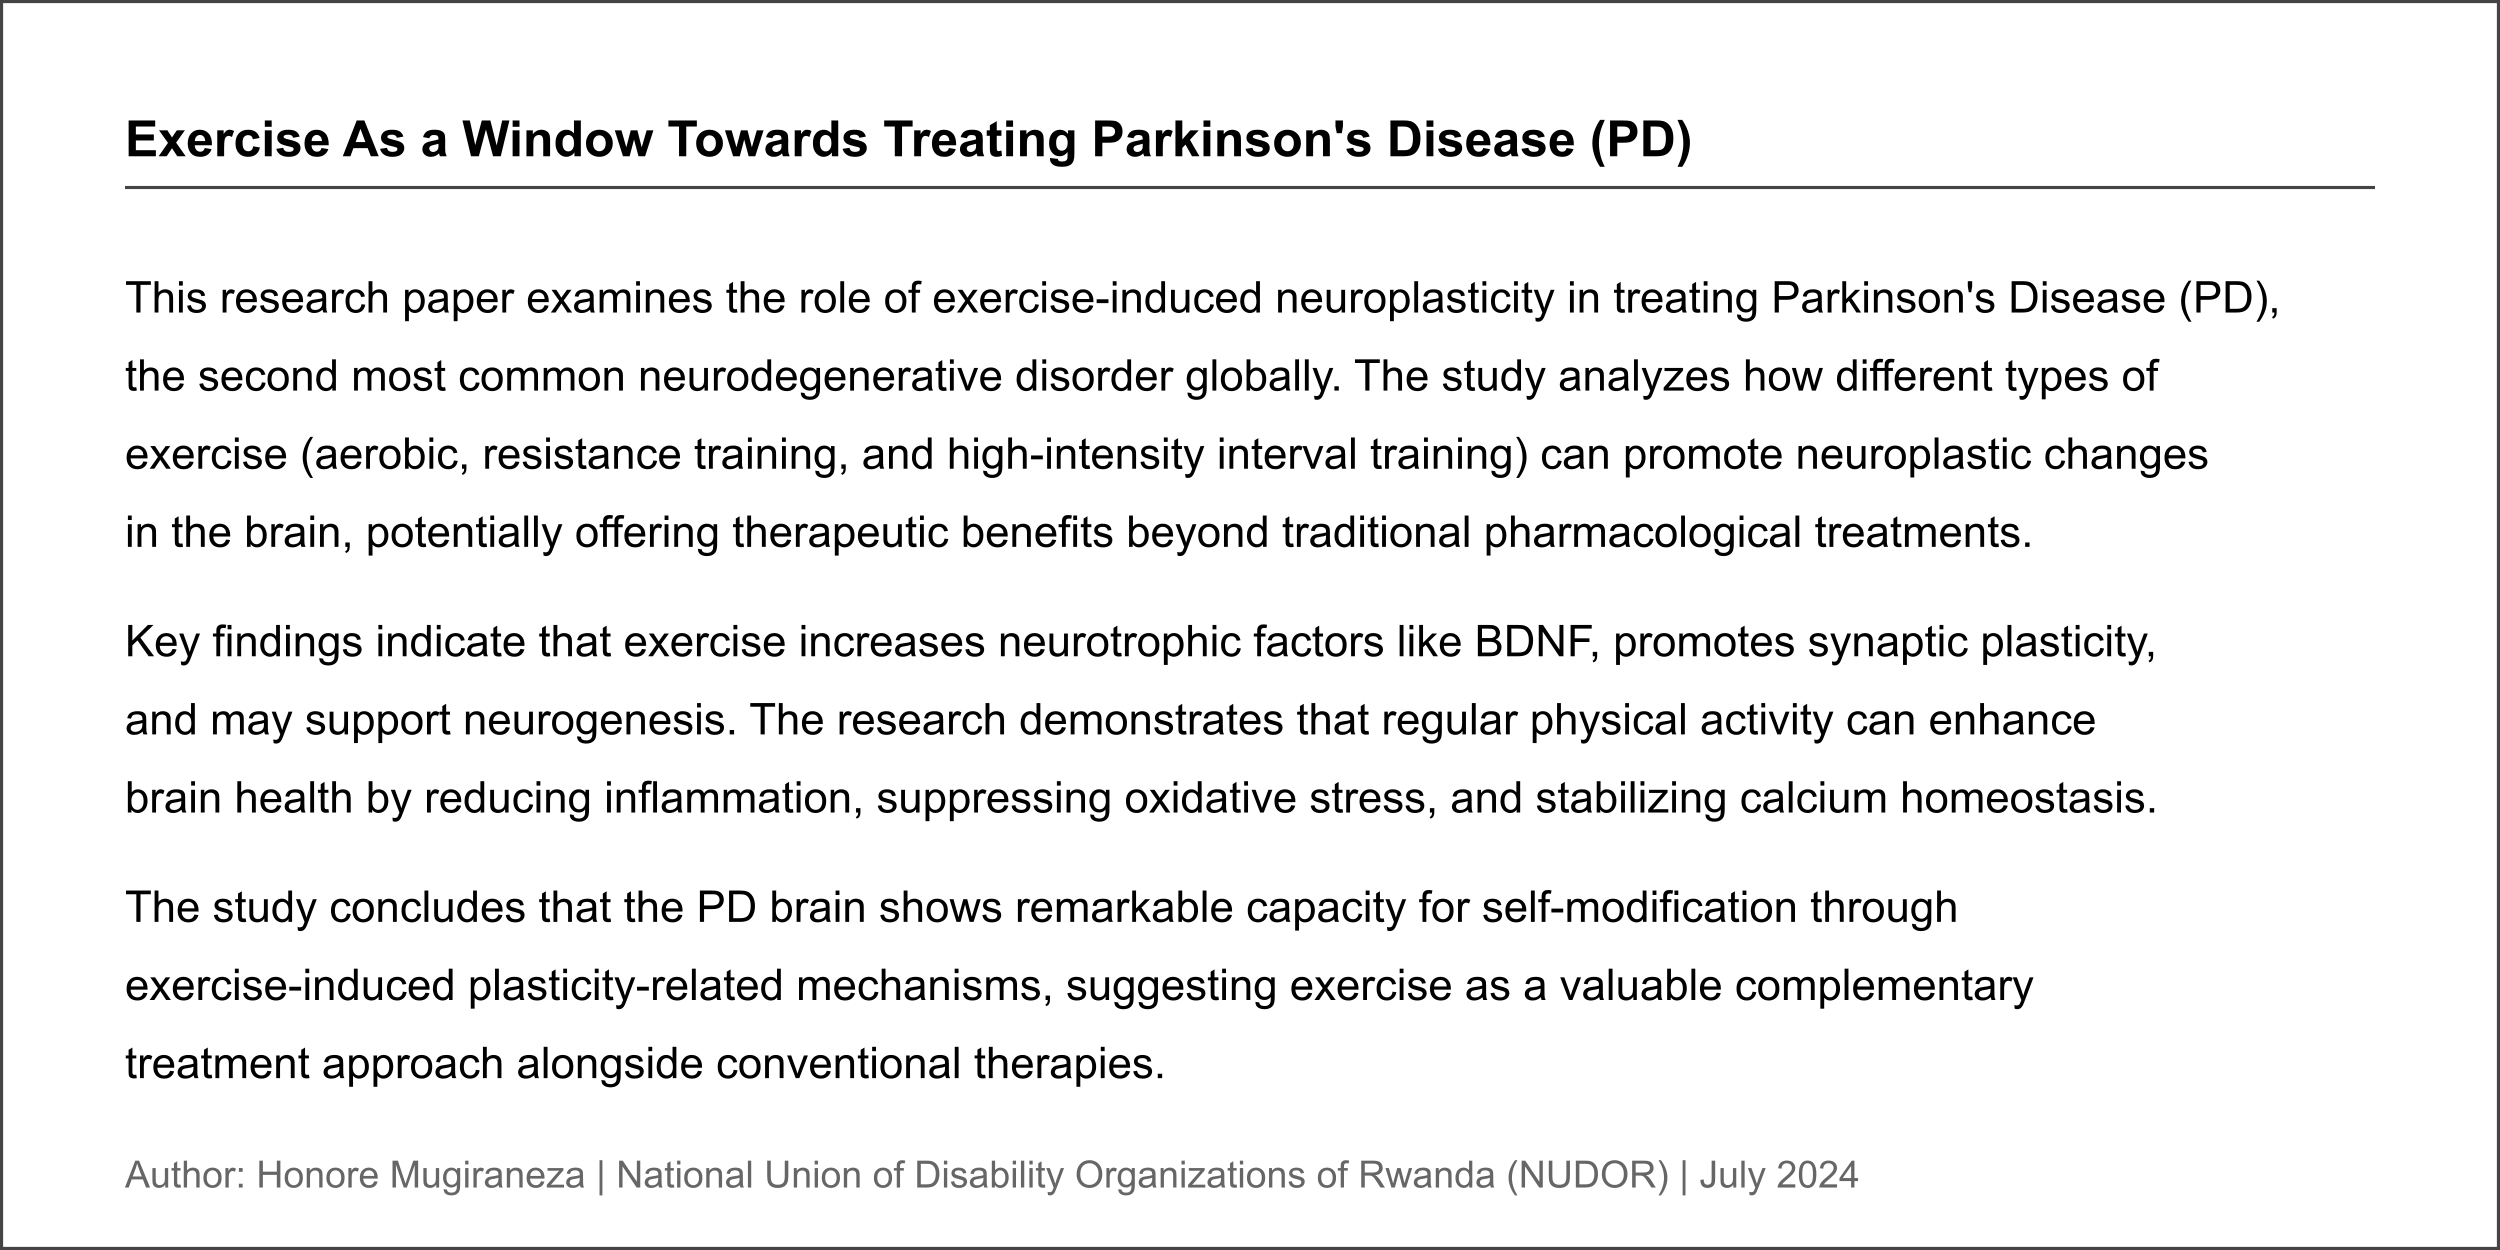 Exercise As a Window Towards Treating Parkinson's Disease (PD)
This research paper examines the role of exercise-induced neuroplasticity in treating Parkinson's Disease (PD),
the second most common neurodegenerative disorder globally. The study analyzes how different types of
exercise (aerobic, resistance training, and high-intensity interval training) can promote neuroplastic changes
in the brain, potentially offering therapeutic benefits beyond traditional pharmacological treatments.
Key findings indicate that exercise increases neurotrophic factors like BDNF, promotes synaptic plasticity,
and may support neurogenesis. The research demonstrates that regular physical activity can enhance
brain health by reducing inflammation, suppressing oxidative stress, and stabilizing calcium homeostasis.
The study concludes that the PD brain shows remarkable capacity for self-modification through
exercise-induced plasticity-related mechanisms, suggesting exercise as a valuable complementary
treatment approach alongside conventional therapies.
Author: Honore Mugiraneza | National Union of Disability Organizations of Rwanda (NUDOR) | July 2024